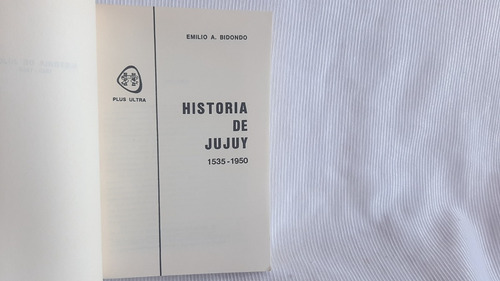 EMILIO A. BIDONDO
PLUS ULTRA
HISTORIA
DE
JUJUY
1535-1950